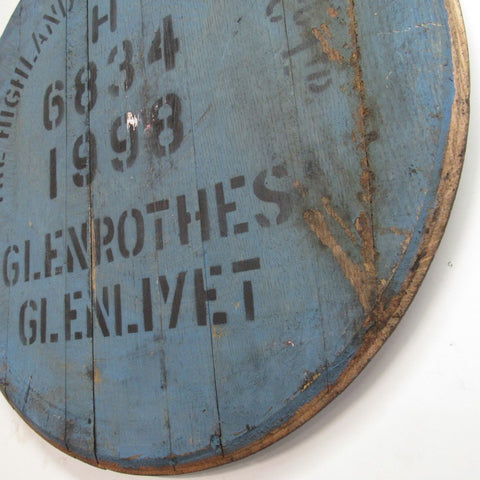 THE HIGHLAND
H
6834
1998
GLENROTHES
GLENLIVET